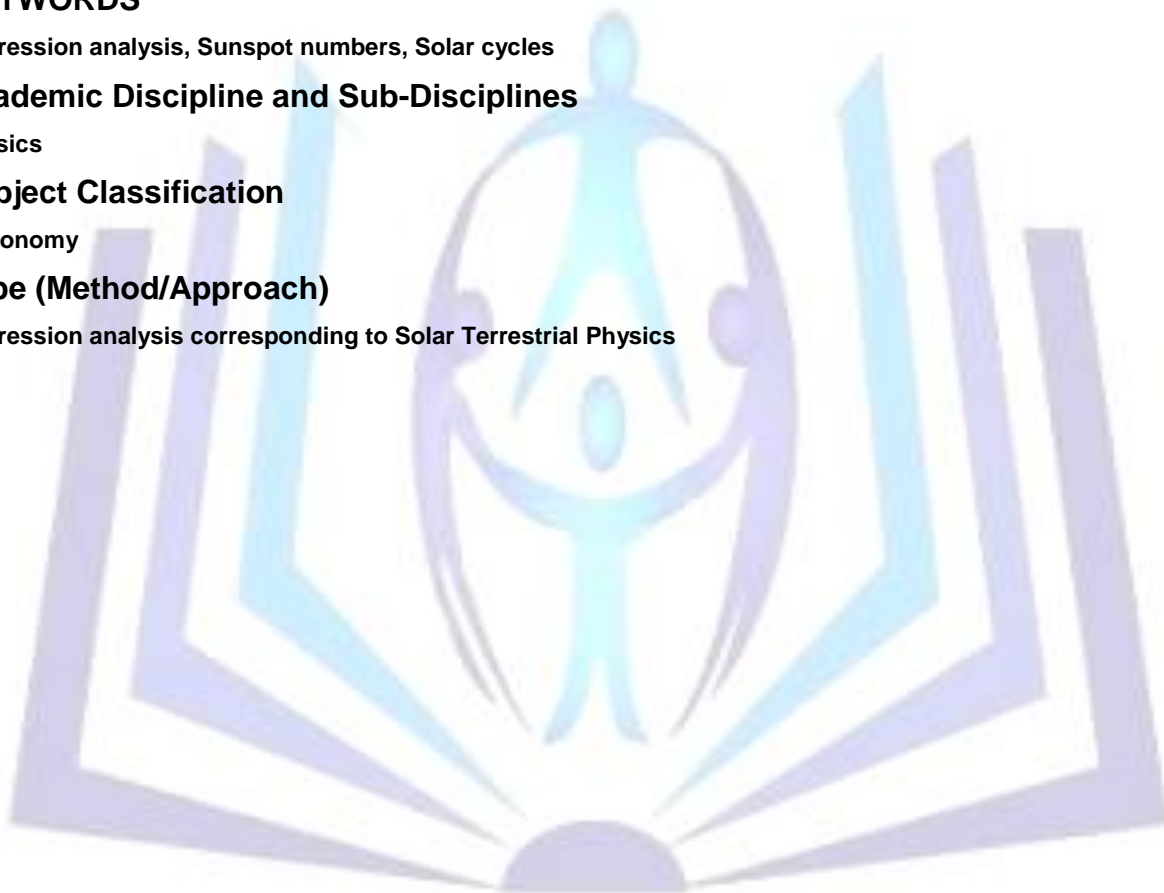 YWORDS
ression analysis, Sunspot numbers, Solar cycles
ademic Discipline and Sub-Disciplines
sics
bject Classification
onomy
pe (Method/Approach)
ression analysis corresponding to Solar Terrestrial Physics